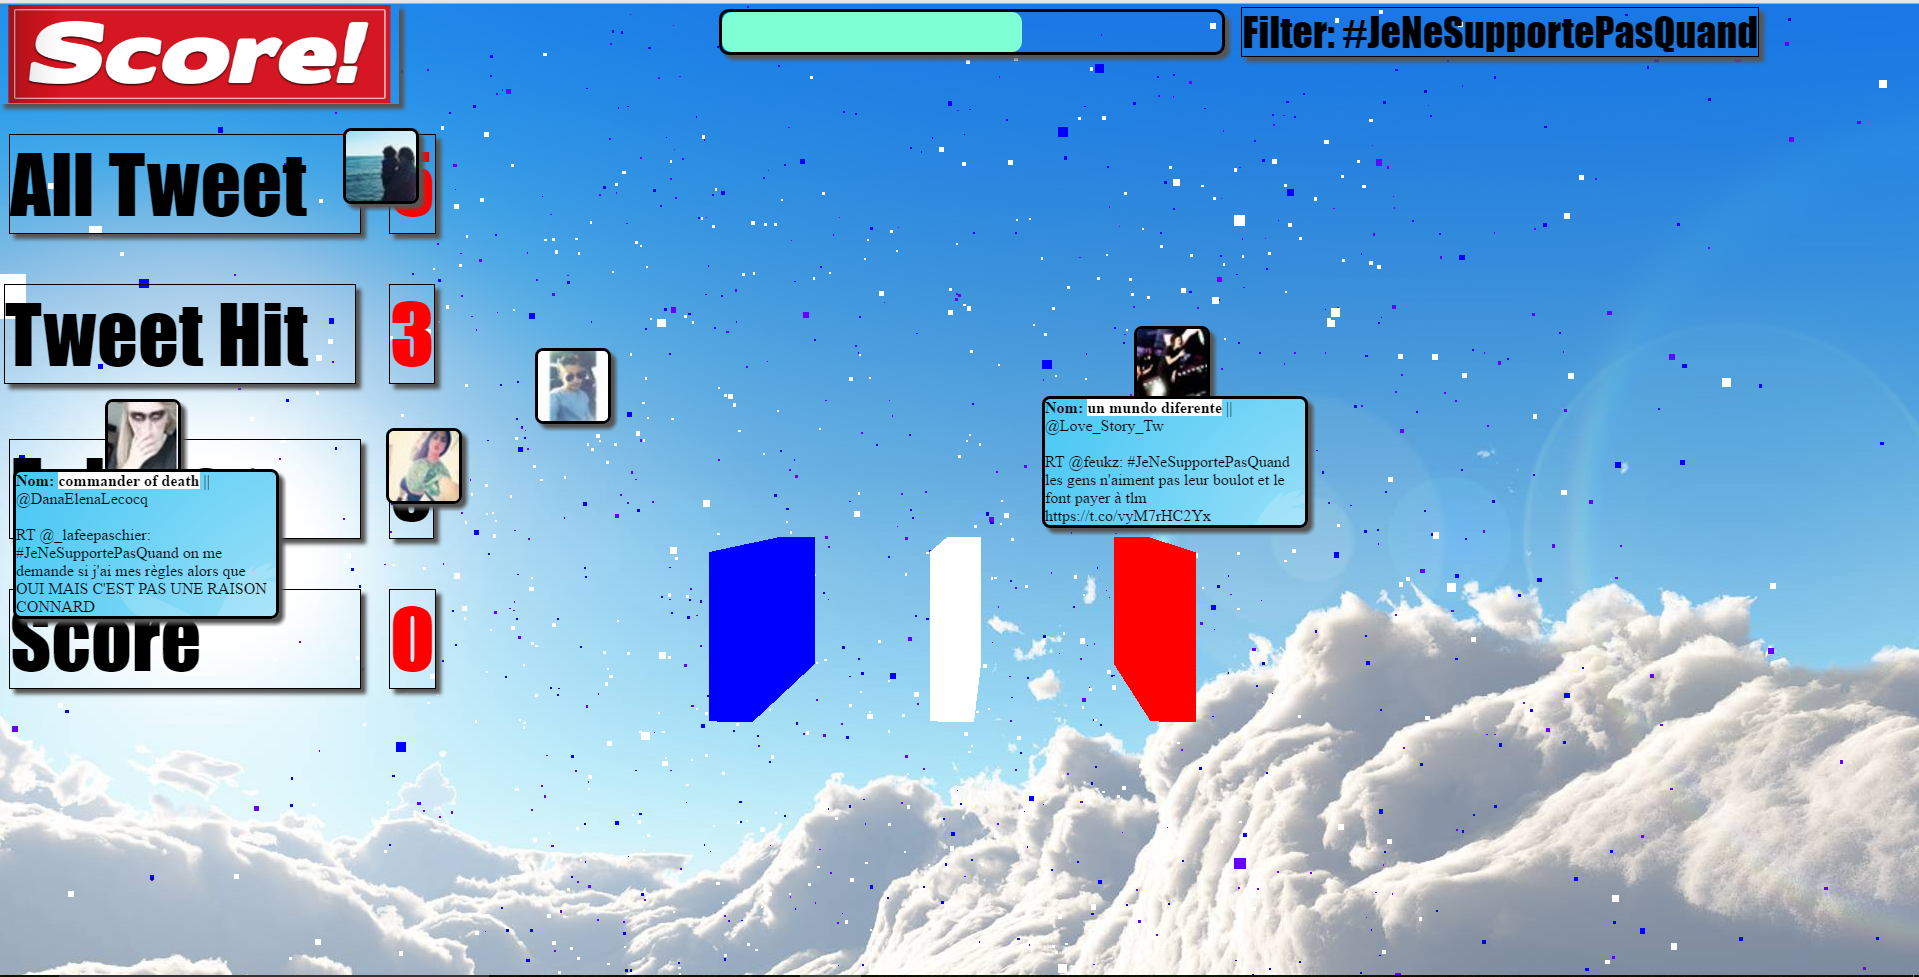 Score!
Filter: #JeNeSupportePasQuand
All Tweet
Tweet Hit
3
Nom: un mundo diferente ||
@Love_Story_Tw
RT @feukz: #JeNeSupportePasQuand
les gens n'aiment pas leur boulot et le
font payer à tlm
https://t.co/vyM7rHC2Yx
Nom: commander of death ||
@DanaElenaLecocq
RT @_lafeepaschier:
#JeNeSupportePasQuand on me
demande si j'ai mes règles alors que
OUI MAIS C'EST PAS UNE RAISON
CONNARD
Score
0